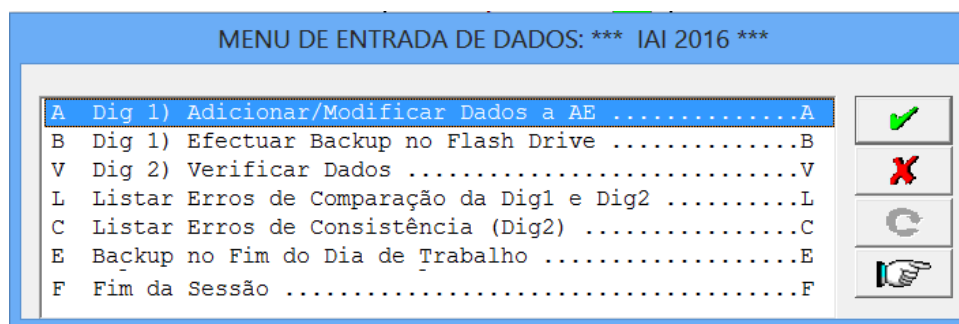 MENU DE ENTRADA DE DADOS: *** IAI 2016 ***
A Dig 1) Adicionar/Modificar Dados a AE ..............A
B Dig 1) Efectuar Backup no Flash Drive ..............B
V Dig 2) Verificar Dados .............................V
L Listar Erros de Comparação da Dig1 e Dig2 ..........L
C Listar Erros de Consistência (Dig2) ................C
E Backup no Fim do Dia de Trabalho ...................E
F Fim da Sessão ......................................F